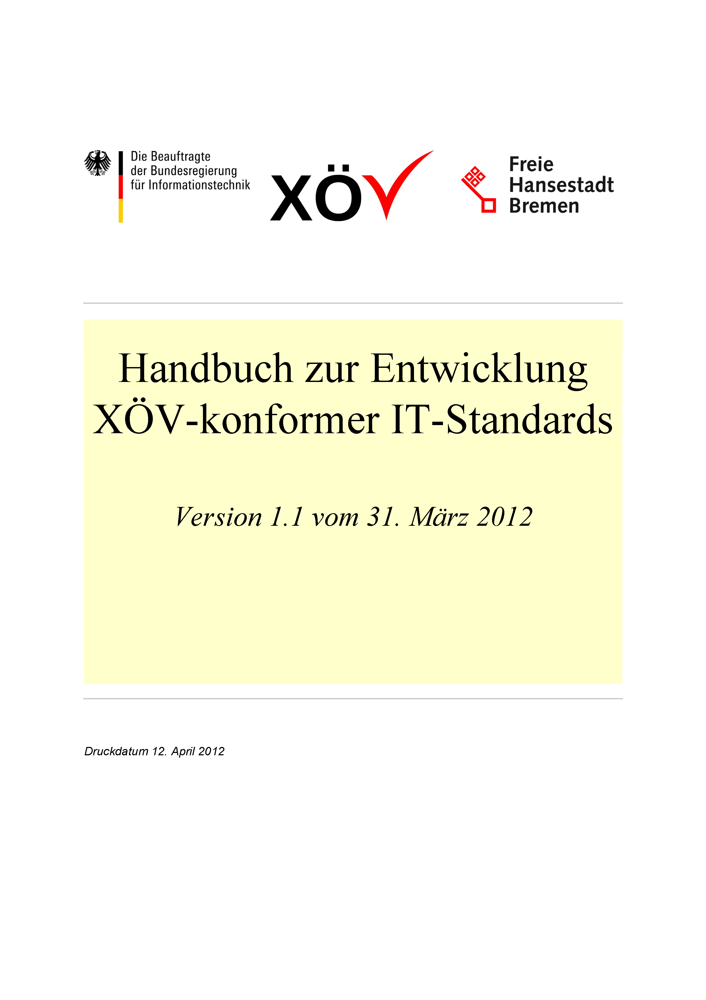 Die Beauftragte
der Bundesregierung
für Informationstechnik
XÖV
Freie
Hansestadt
Bremen
Handbuch zur Entwicklung
XÖV-konformer IT-Standards
Version 1.1 vom 31. März 2012
Druckdatum 12. April 2012